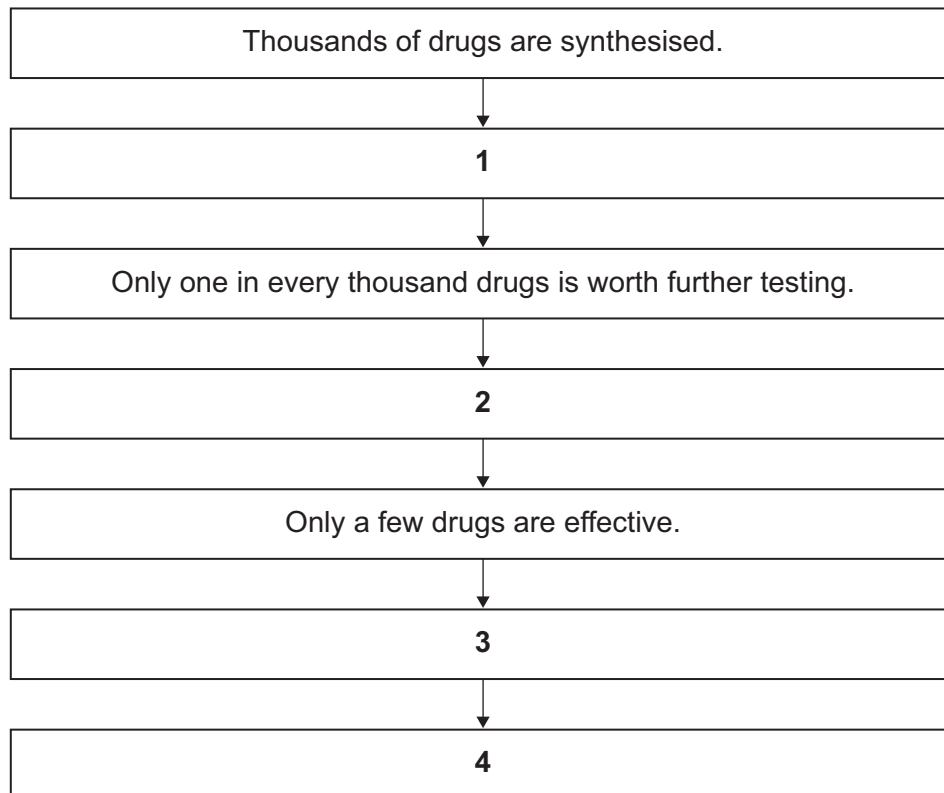 Thousands of drugs are synthesised.
1
Only one in every thousand drugs is worth further testing.
2
Only a few drugs are effective.
3
4